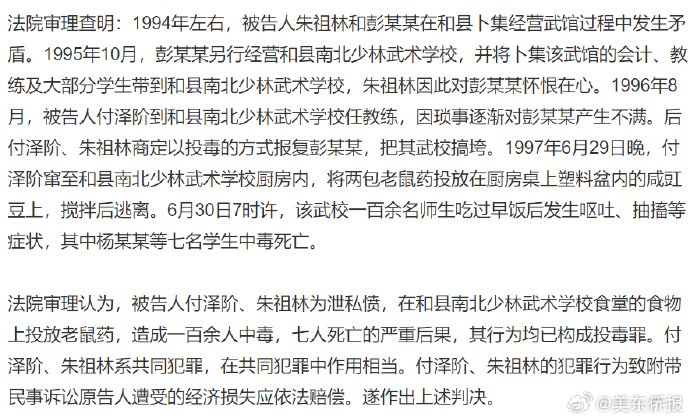 法院审理查明：1994年左右，被告人朱祖林和彭某某在和县卜集经营武馆过程中发生矛
盾。1995年10月，彭某某另行经营和县南北少林武术学校，并将卜集该武馆的会计、教
练及大部分学生带到和县南北少林武术学校，朱祖林因此对彭某某怀恨在心。1996年8
月，被告人付泽阶到和县南北少林武术学校任教练，因琐事逐渐对彭某某产生不满。后
付泽阶、朱祖林商定以投毒的方式报复彭某某，把其武校搞垮。1997年6月29日晚，付
泽阶窜至和县南北少林武术学校厨房内，将两包老鼠药投放在厨房桌上塑料盆内的咸豇
豆上，搅拌后逃离。6月30日7时许，该武校一百余名师生吃过早饭后发生呕吐、抽搐等
症状，其中杨某某等七名学生中毒死亡。
法院审理认为，被告人付泽阶、朱祖林为泄私愤，在和县南北少林武术学校食堂的食物
上投放老鼠药，造成一百余人中毒，七人死亡的严重后果，其行为均已构成投毒罪。付
泽阶、朱祖林系共同犯罪，在共同犯罪中作用相当。付泽阶、朱祖林的犯罪行为致附带
民事诉讼原告人遭受的经济损失应依法赔偿。遂作出上述判决。
@美东侨报